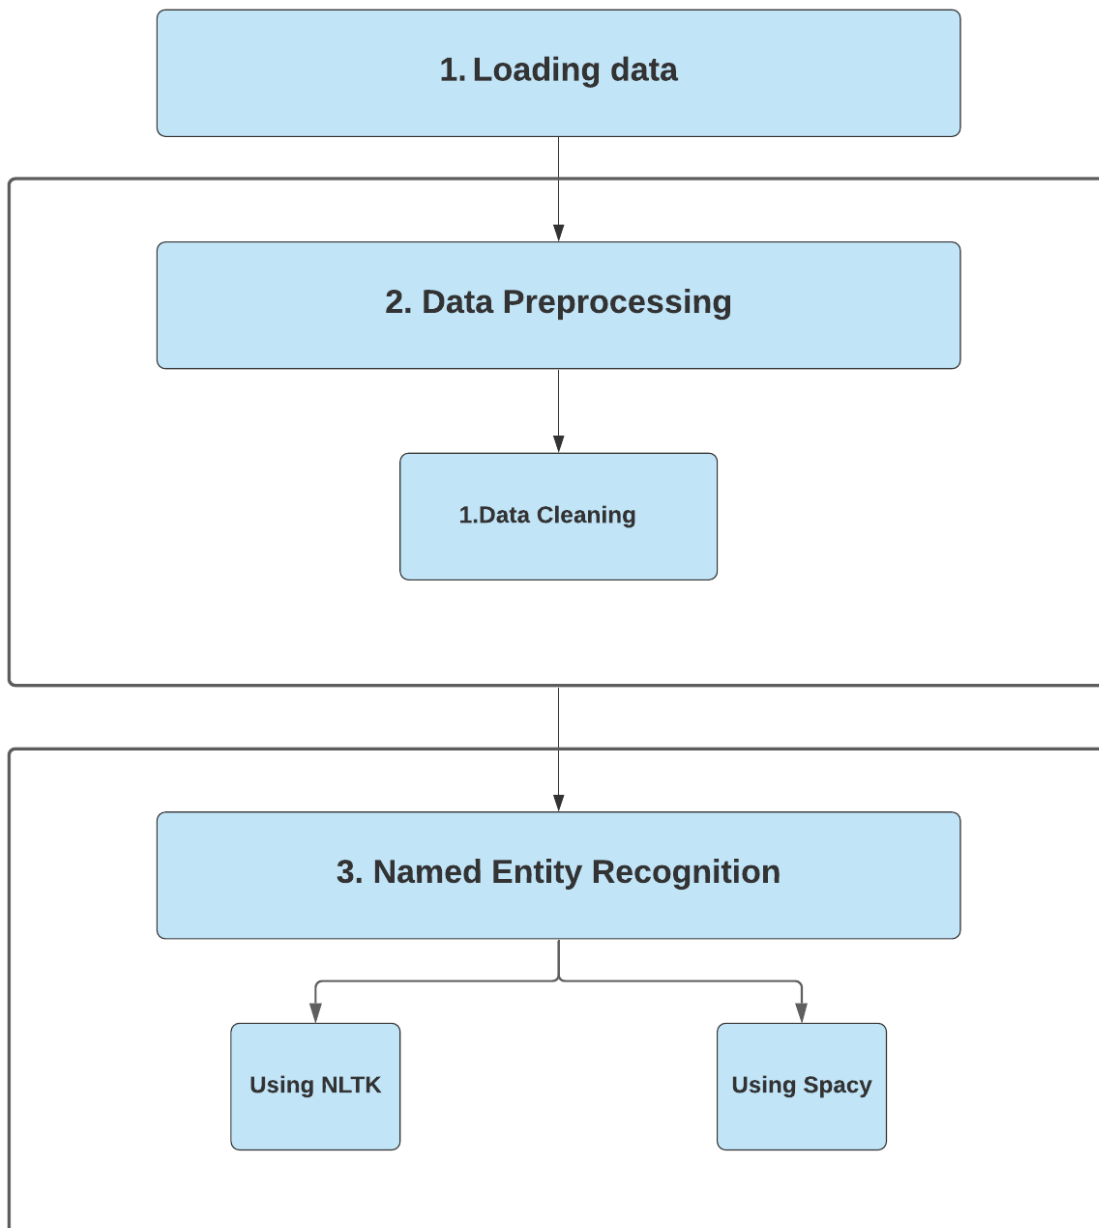 1. Loading data
2. Data Preprocessing
1.Data Cleaning
3. Named Entity Recognition
Using NLTK
Using Spacy